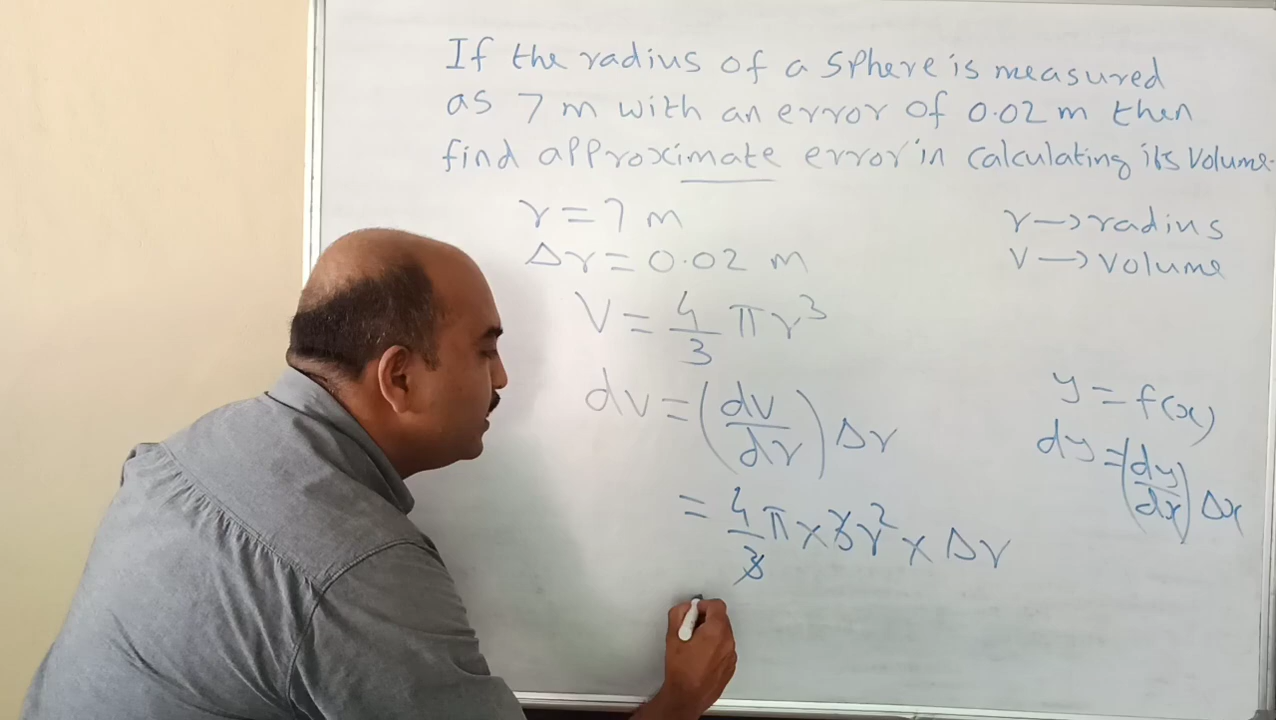 If the radius of a sphere is measured
as 7 m with an error of 0.02 m then
find approximate error in calculating its volume.
r = 7 m
r → radius
Δr = 0.02 m
v → volume
V = 4/3 π r³
dv = (dv/dr) Δr
y = f(x)
dy = (dy/dx) Δx
= 4/3 π × 3r² × Δr